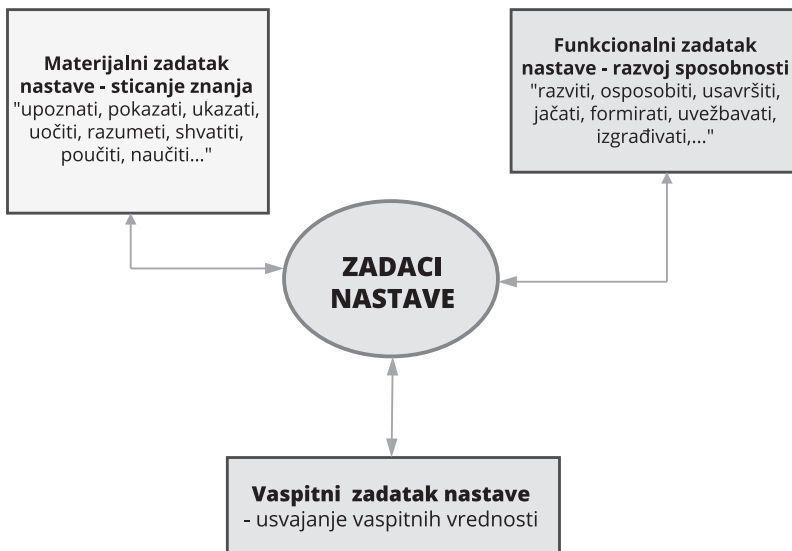 Materijalni zadatak
nastave - sticanje znanja
"upoznati, pokazati, ukazati,
uočiti, razumeti, shvatiti,
poučiti, naučiti..."
Funkcionalni zadatak
nastave - razvoj sposobnosti
"razviti, osposobiti, usavršiti,
jačati, formirati, uvežbavati,
izgrađivati,..."
ZADACI
NASTAVE
Vaspitni zadatak nastave
- usvajanje vaspitnih vrednosti